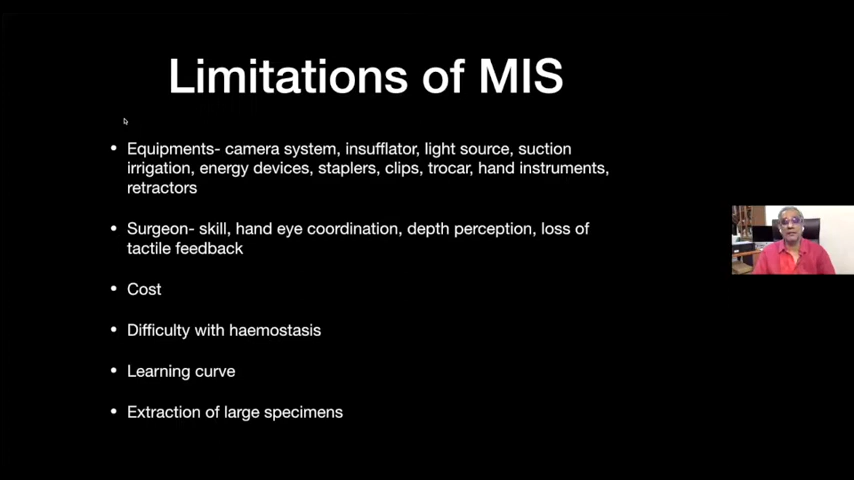 Limitations of MIS
• Equipments- camera system, insufflator, light source, suction
irrigation, energy devices, staplers, clips, trocar, hand instruments,
retractors
• Surgeon- skill, hand eye coordination, depth perception, loss of
tactile feedback
• Cost
• Difficulty with haemostasis
• Learning curve
• Extraction of large specimens